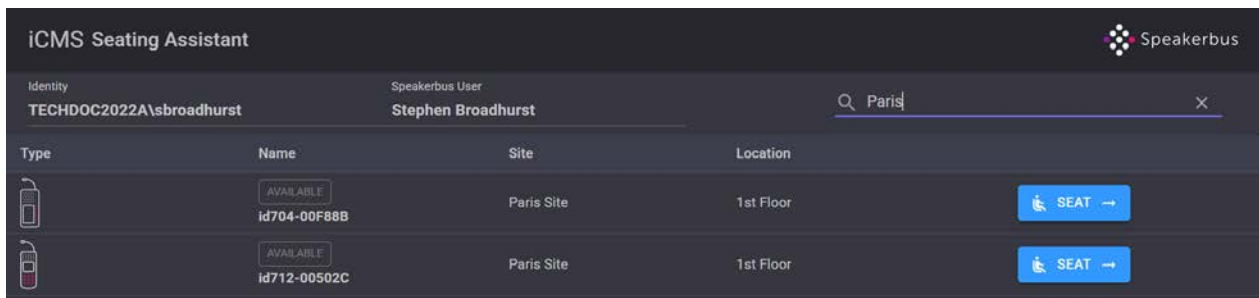 iCMS Seating Assistant
Speakerbus
Identity
Speakerbus User
TECHDOC2022A\sbroadhurst
Stephen Broadhurst
Paris
Type Name Site Location
AVAILABLE
id704-00F88B
Paris Site
1st Floor
SEAT →
AVAILABLE
id712-00502C
Paris Site
1st Floor
SEAT →